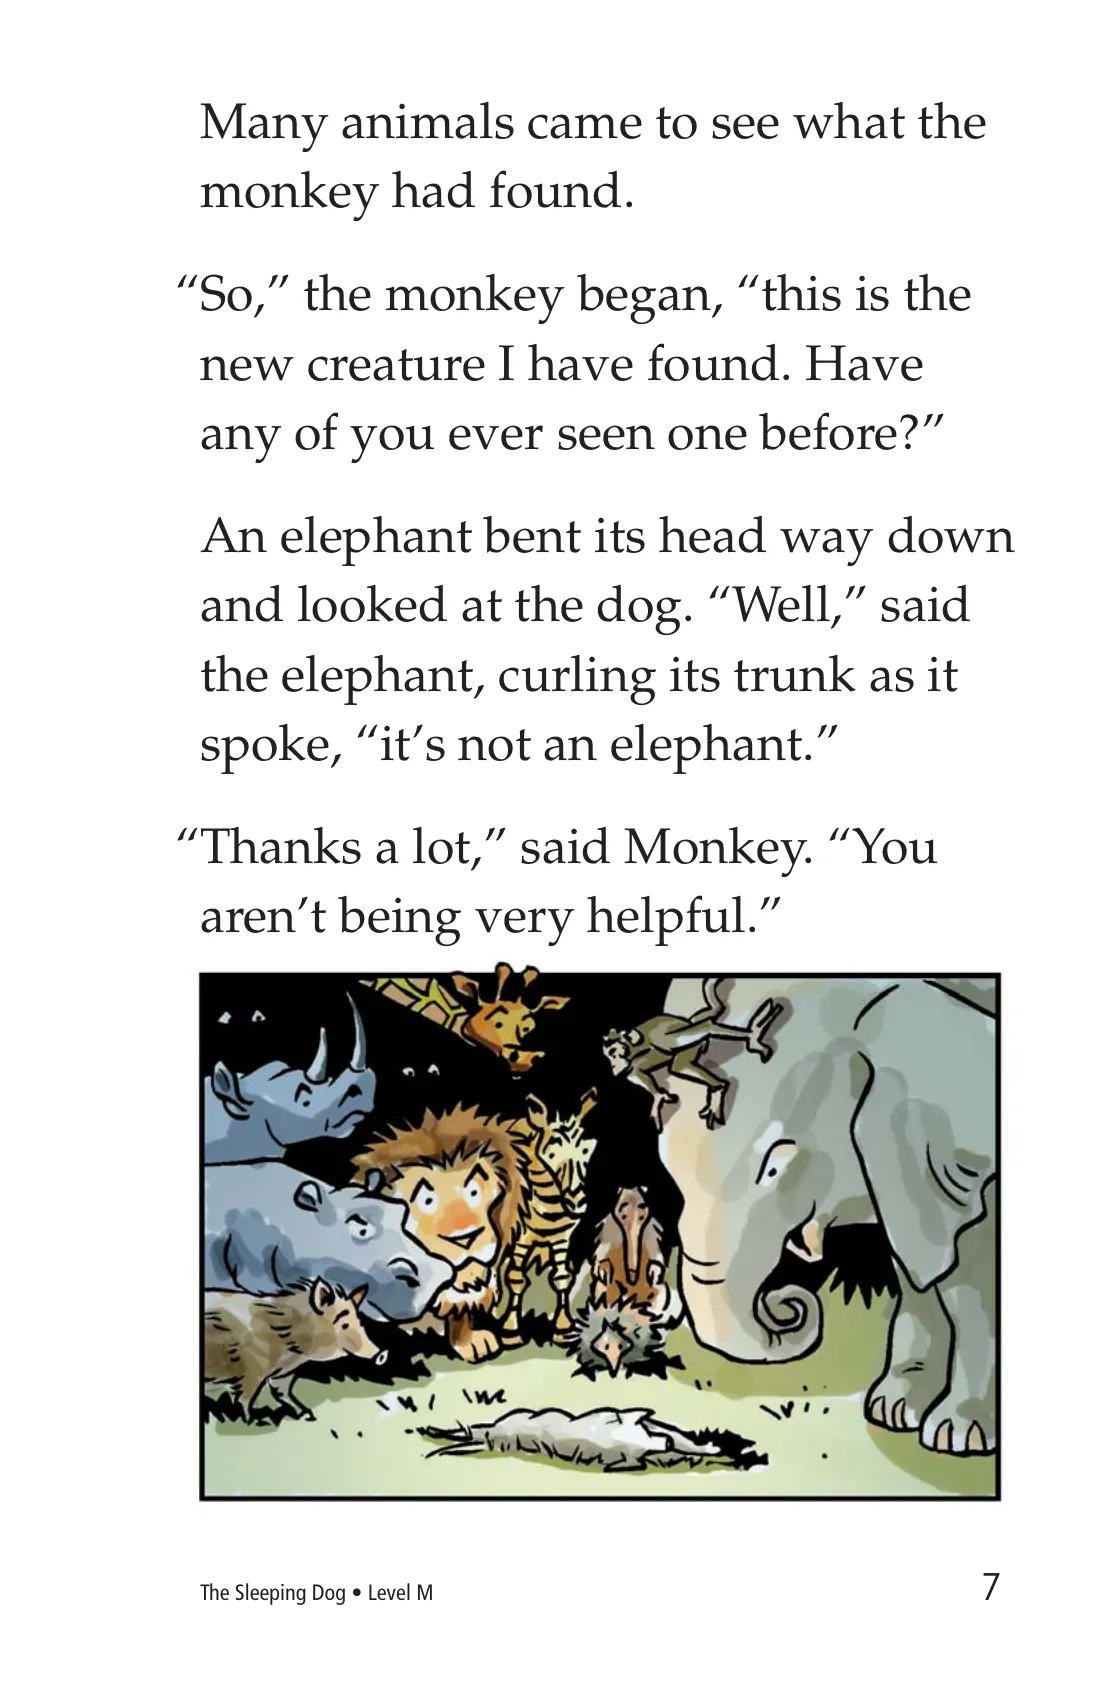 Many animals came to see what the
monkey had found.
“So,” the monkey began, “this is the
new creature I have found. Have
any of you ever seen one before?”
An elephant bent its head way down
and looked at the dog. “Well,” said
the elephant, curling its trunk as it
spoke, “it’s not an elephant.”
“Thanks a lot,” said Monkey. “You
aren’t being very helpful.”
The Sleeping Dog • Level M
7